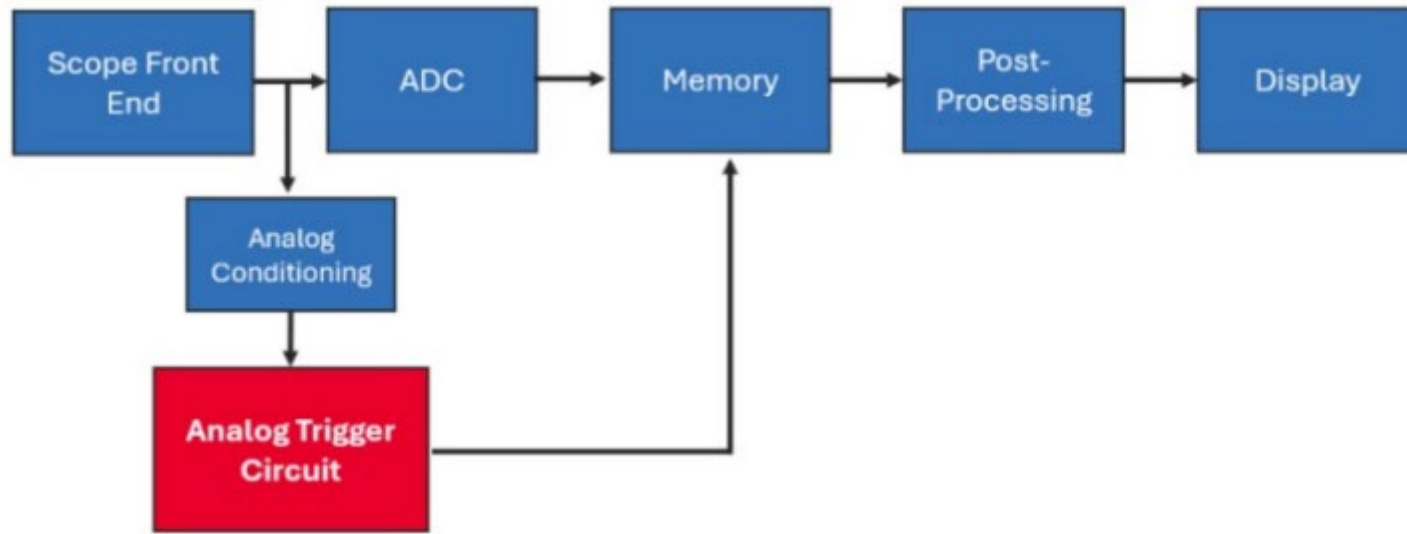 Scope Front
End
ADC
Memory
Post-
Processing
Display
Analog
Conditioning
Analog Trigger
Circuit